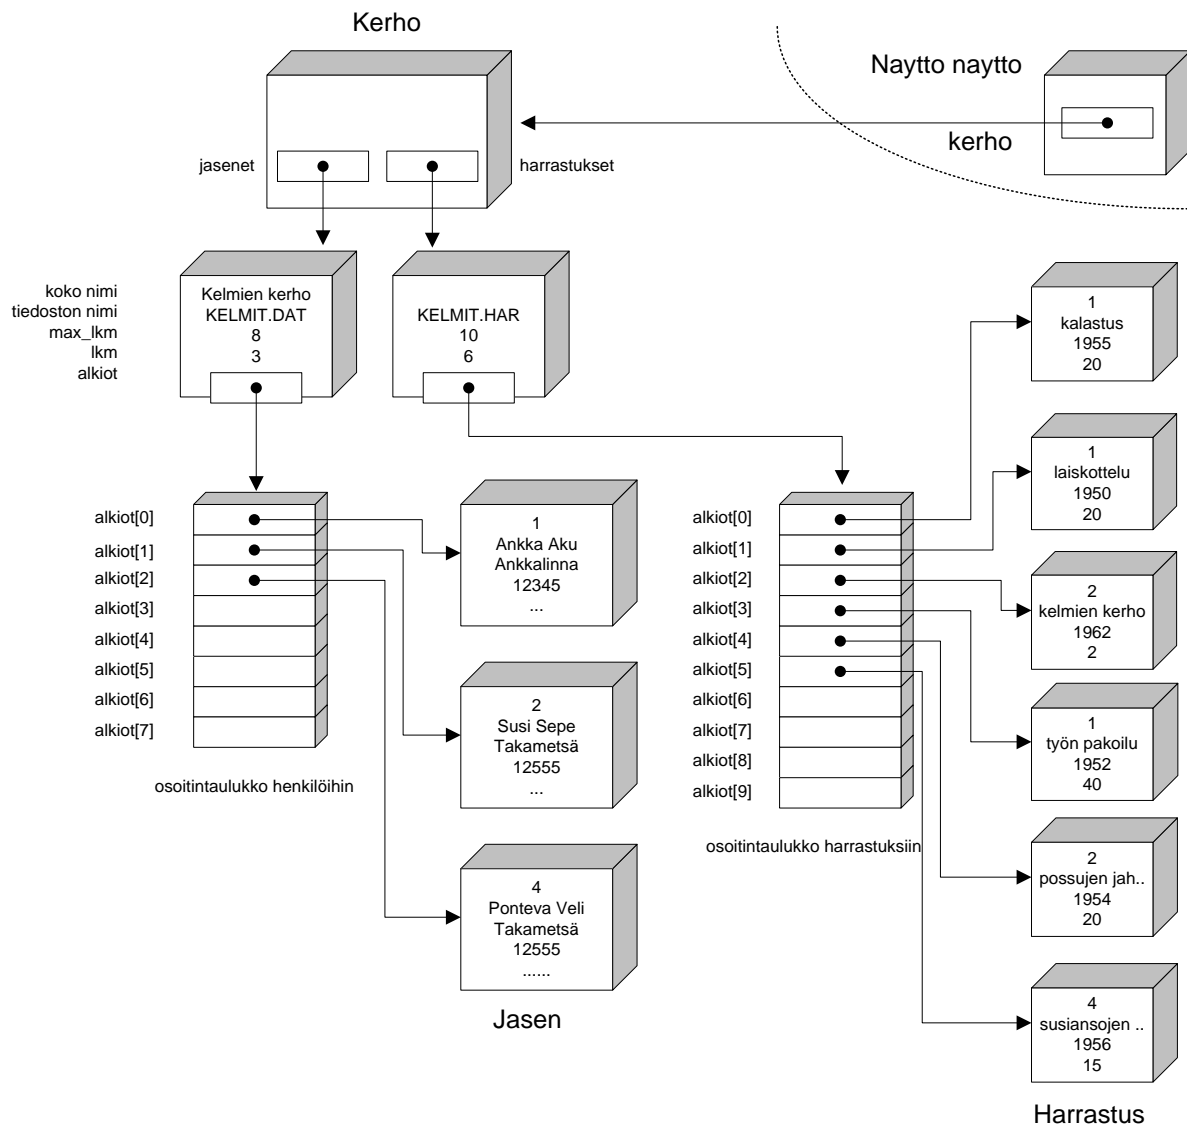 Kerho
Naytto naytto
kerho
jasenet
harrastukset
koko nimi
tiedoston nimi
max_lkm
lkm
alkiot
Kelmien kerho
KELMIT.DAT
8
3
KELMIT.HAR
10
6
alkiot[0]
alkiot[1]
alkiot[2]
alkiot[3]
alkiot[4]
alkiot[5]
alkiot[6]
alkiot[7]
osoitintaulukko henkilöihin
1
Ankka Aku
Ankkalinna
12345
...
2
Susi Sepe
Takametsä
12555
...
4
Ponteva Veli
Takametsä
12555
......
Jasen
alkiot[0]
alkiot[1]
alkiot[2]
alkiot[3]
alkiot[4]
alkiot[5]
alkiot[6]
alkiot[7]
alkiot[8]
alkiot[9]
osoitintaulukko harrastuksiin
1
kalastus
1955
20
1
laiskottelu
1950
20
2
kelmien kerho
1962
2
1
työn pakoilu
1952
40
2
possujen jah..
1954
20
4
susiansojen ..
1956
15
Harrastus